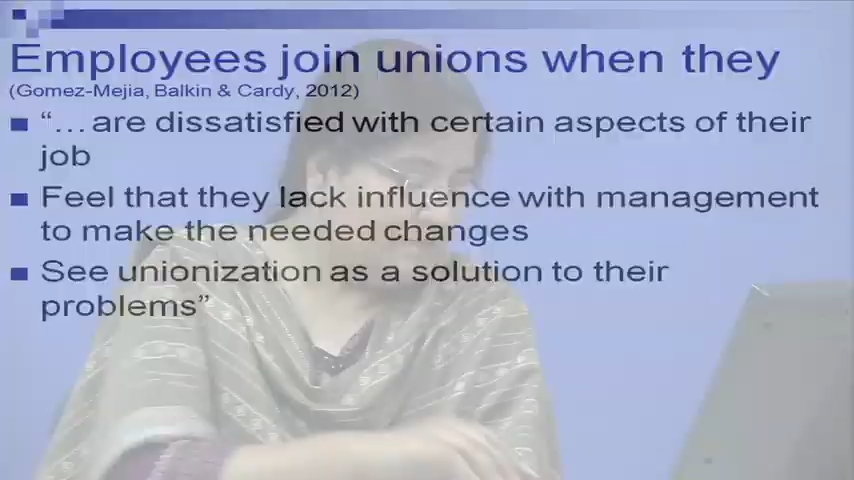 Employees join unions when they
(Gomez-Mejia, Balkin & Cardy, 2012)
“… are dissatisfied with certain aspects of their
job
Feel that they lack influence with management
to make the needed changes
See unionization as a solution to their
problems”